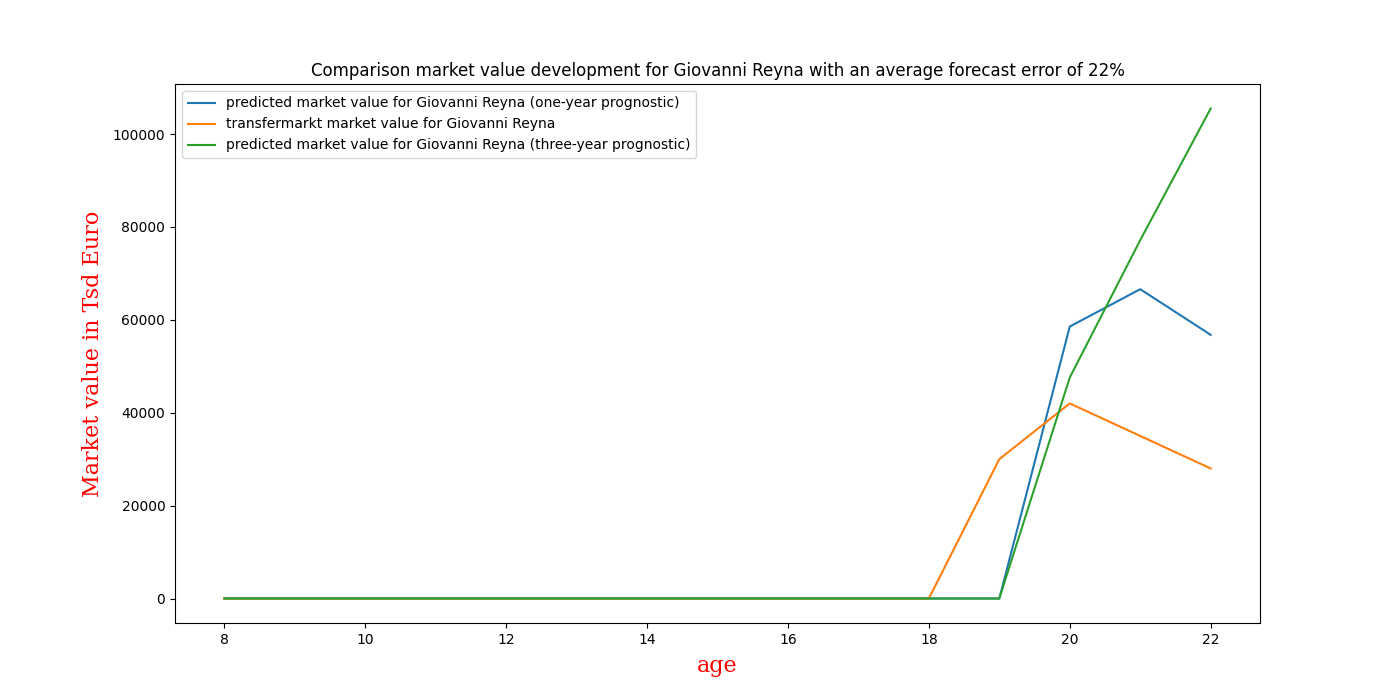 Comparison market value development for Giovanni Reyna with an average forecast error of 22%
predicted market value for Giovanni Reyna (one-year prognostic)
transfermarkt market value for Giovanni Reyna
predicted market value for Giovanni Reyna (three-year prognostic)
Market value in Tsd Euro
100000
80000
60000
40000
20000
0
8 10 12 14 16 18 20 22
age